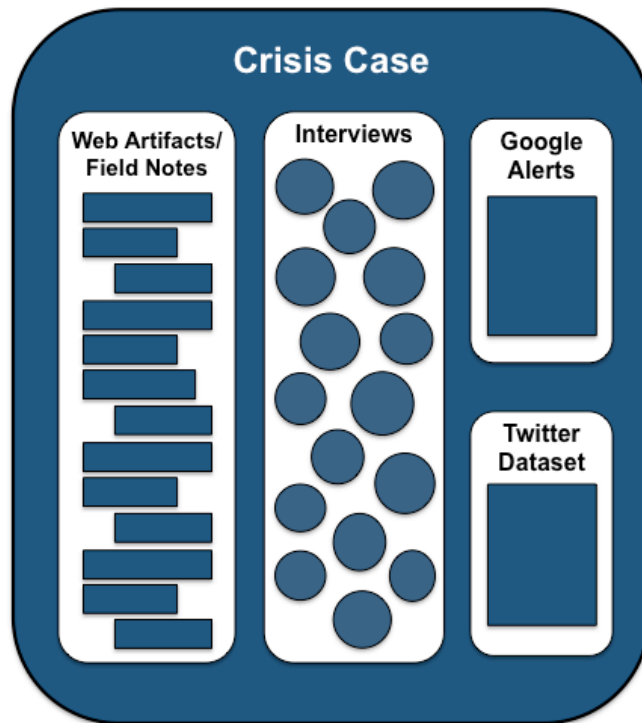 Crisis Case
Web Artifacts/
Field Notes
Interviews
Google
Alerts
Twitter
Dataset